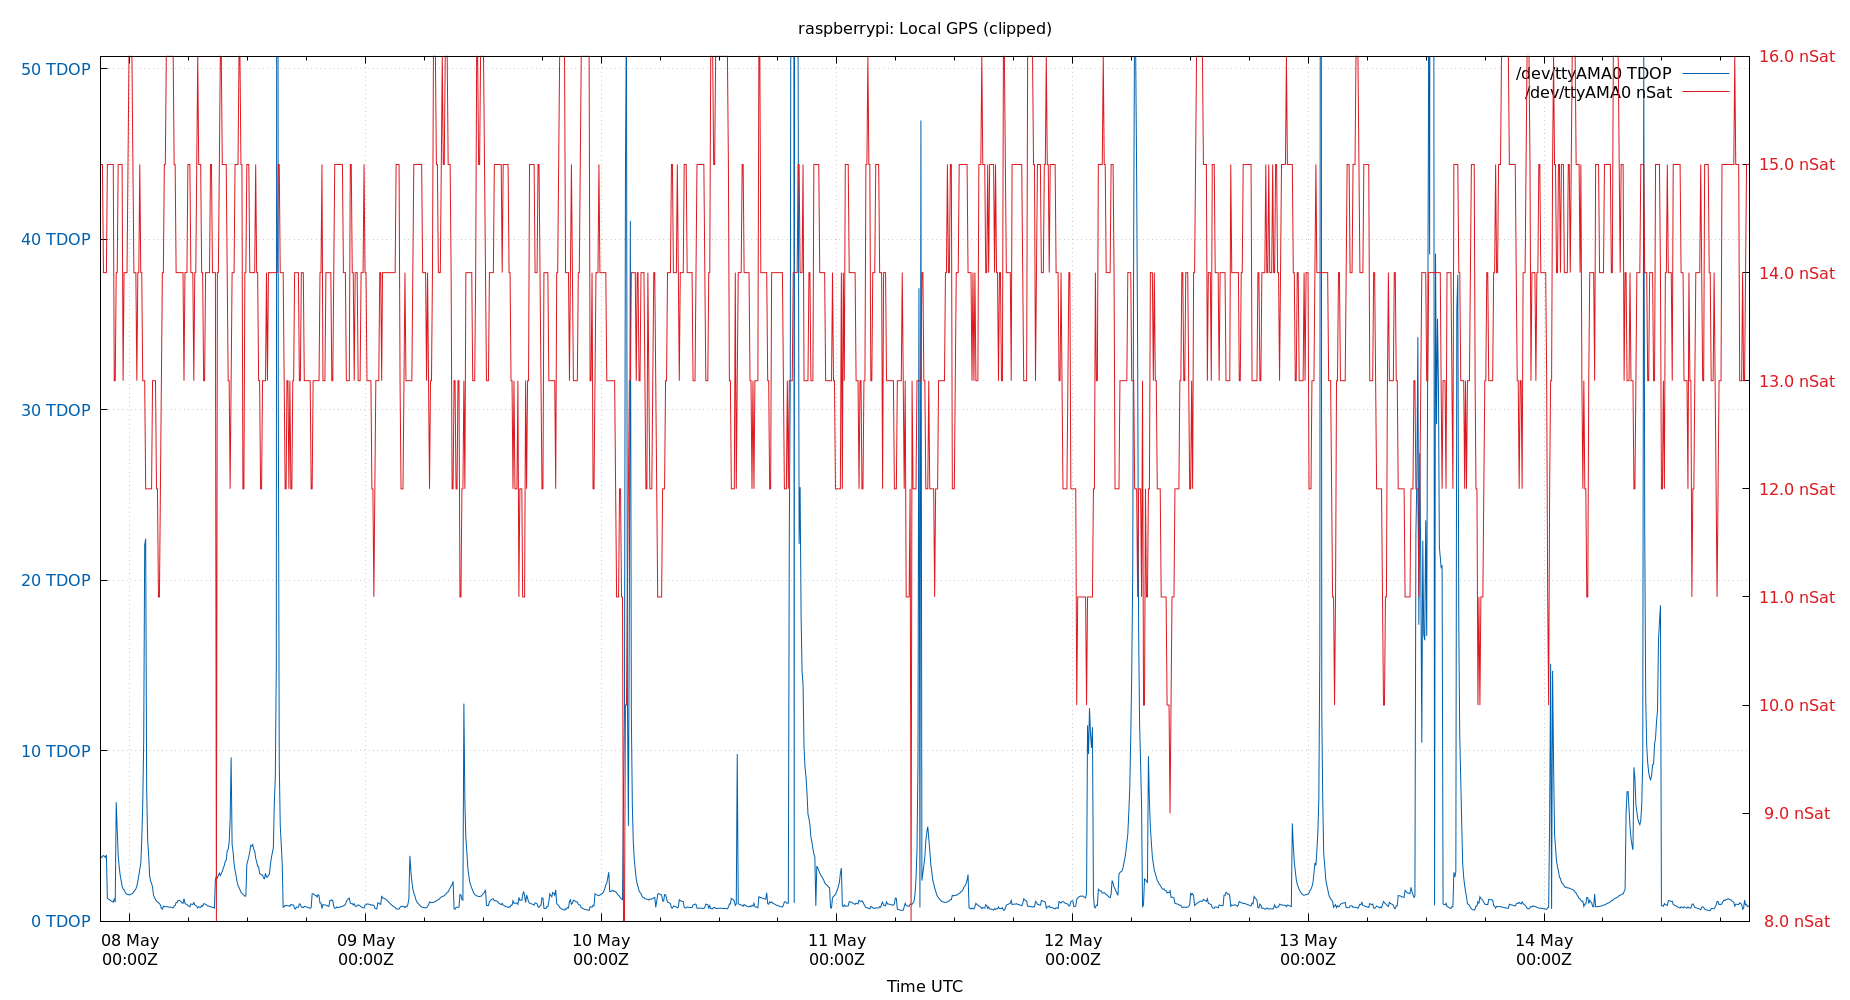 raspberrypi: Local GPS (clipped)
50 TDOP
40 TDOP
30 TDOP
20 TDOP
10 TDOP
0 TDOP
/dev/ttyAMA0 TDOP
/dev/ttyAMA0 nSat
16.0 nSat
15.0 nSat
14.0 nSat
13.0 nSat
12.0 nSat
11.0 nSat
10.0 nSat
9.0 nSat
8.0 nSat
08 May
00:00Z
09 May
00:00Z
10 May
00:00Z
11 May
00:00Z
12 May
00:00Z
13 May
00:00Z
14 May
00:00Z
Time UTC